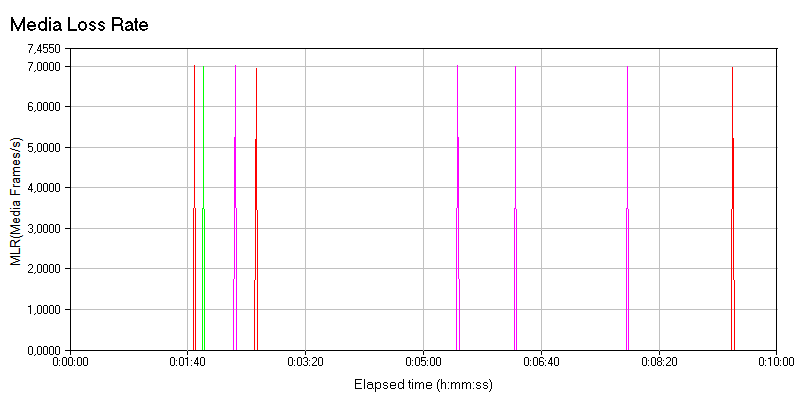 Media Loss Rate
7,4550
7,0000
6,0000
5,0000
4,0000
3,0000
2,0000
1,0000
0,0000
MLR(Media Frames/s)
0:00:00 0:01:40 0:03:20 0:05:00 0:06:40 0:08:20 0:10:00
Elapsed time (h:mm:ss)